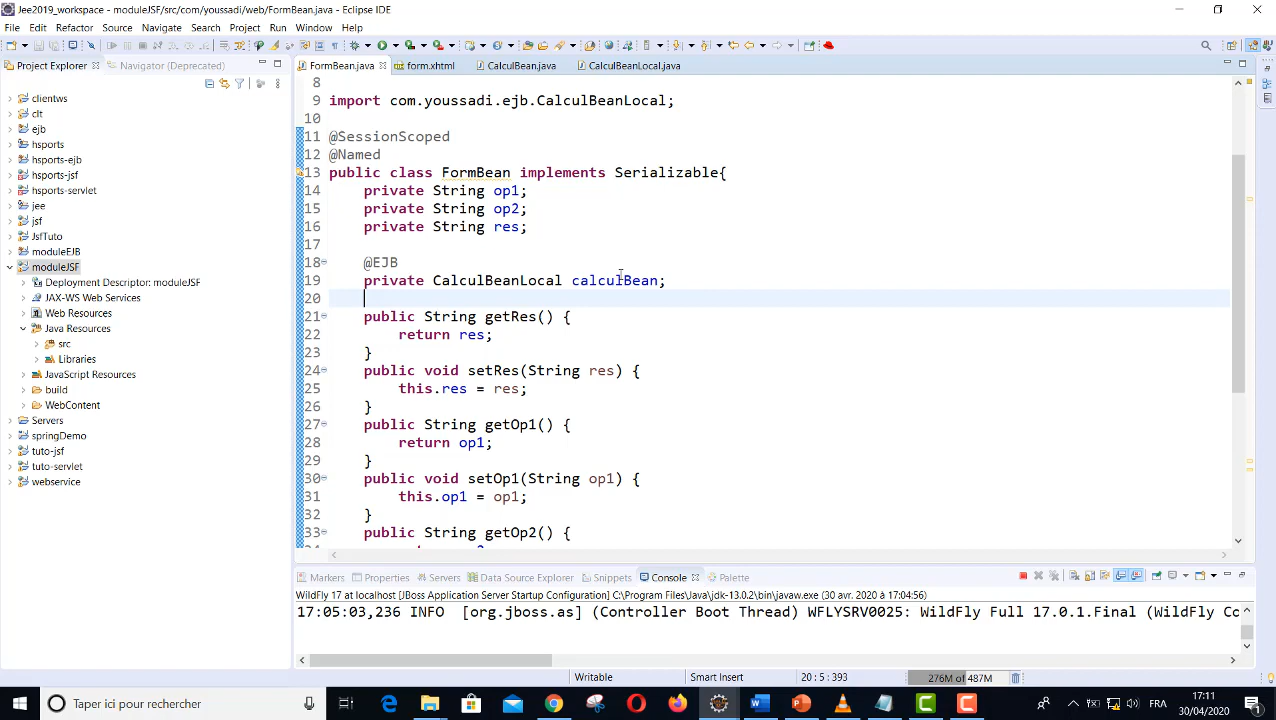 Jee2019_workspace - moduleJSF/src/com/youssadi/web/FormBean.java - Eclipse IDE
File Edit Refactor Source Navigate Search Project Run Window Help
Project Explorer Navigator (Deprecated)
FormBean.java form.xhtml CalculBean.java CalculBeanLocal.java
clientws
clt
ejb
hsports
hsports-ejb
hsports-jsf
hsports-servlet
jee
jsf
JsfTuto
moduleEJB
moduleJSF
Deployment Descriptor: moduleJSF
JAX-WS Web Services
Web Resources
Java Resources
src
Libraries
JavaScript Resources
build
WebContent
Servers
springDemo
tuto-jsf
tuto-servlet
webservice
8
9 import com.youssadi.ejb.CalculBeanLocal;
10
11 @SessionScoped
12 @Named
13 public class FormBean implements Serializable{
14 private String op1;
15 private String op2;
16 private String res;
17
18 @EJB
19 private CalculBeanLocal calculBean;
20
21 public String getRes() {
22 return res;
23 }
24 public void setRes(String res) {
25 this.res = res;
26 }
27 public String getOp1() {
28 return op1;
29 }
30 public void setOp1(String op1) {
31 this.op1 = op1;
32 }
33 public String getOp2() {
Markers Properties Servers Data Source Explorer Snippets Console Palette
WildFly 17 at localhost [JBoss Application Server Startup Configuration] C:\Program Files\Java\jdk-13.0.2\bin\javaw.exe (30 avr. 2020 à 17:04:56)
17:05:03,236 INFO [org.jboss.as] (Controller Boot Thread) WFLYSRV0025: WildFly Full 17.0.1.Final (WildFly Co
Writable Smart Insert 20 : 5 : 393 276M of 487M
Taper ici pour rechercher
FRA
17:11
30/04/2020